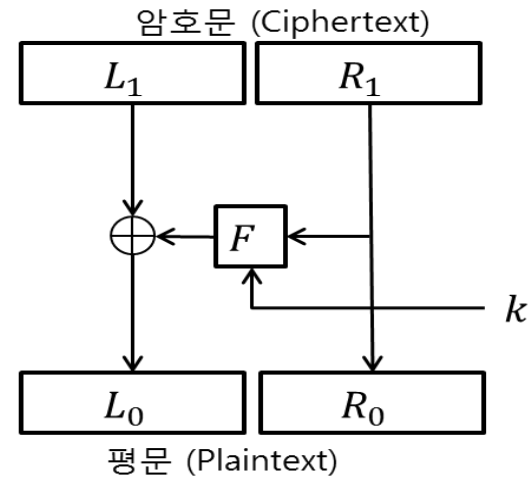 암호문 (Ciphertext)
L₁ R₁
F
k
L₀ R₀
평문 (Plaintext)